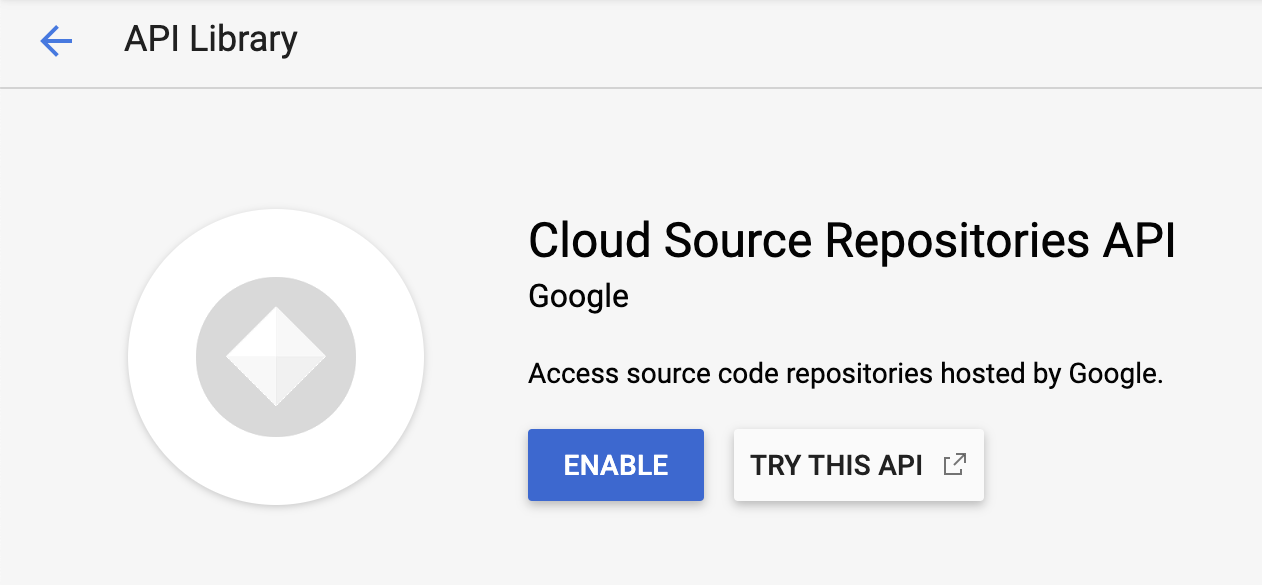 API Library
Cloud Source Repositories API
Google
Access source code repositories hosted by Google.
ENABLE
TRY THIS API